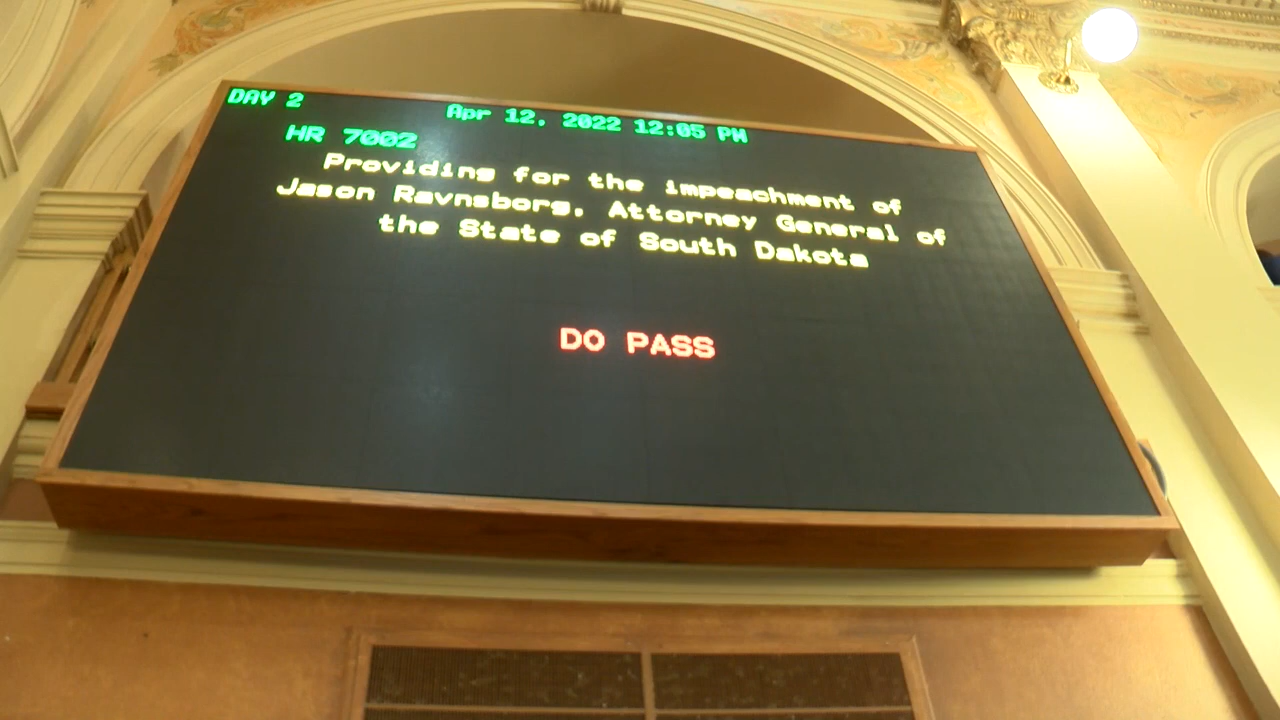 DAY 2
Apr 12, 2022 12:05 PM
HR 7002
Providing for the impeachment of
Jason Ravnsborg, Attorney General of
the State of South Dakota
DO PASS